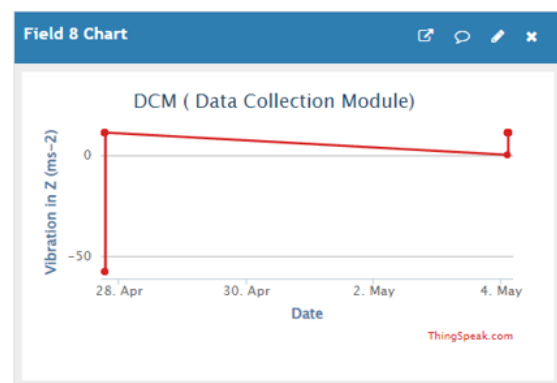 Field 8 Chart
DCM ( Data Collection Module)
Vibration in Z (ms-2)
0
-50
28. Apr
30. Apr
2. May
4. May
Date
ThingSpeak.com